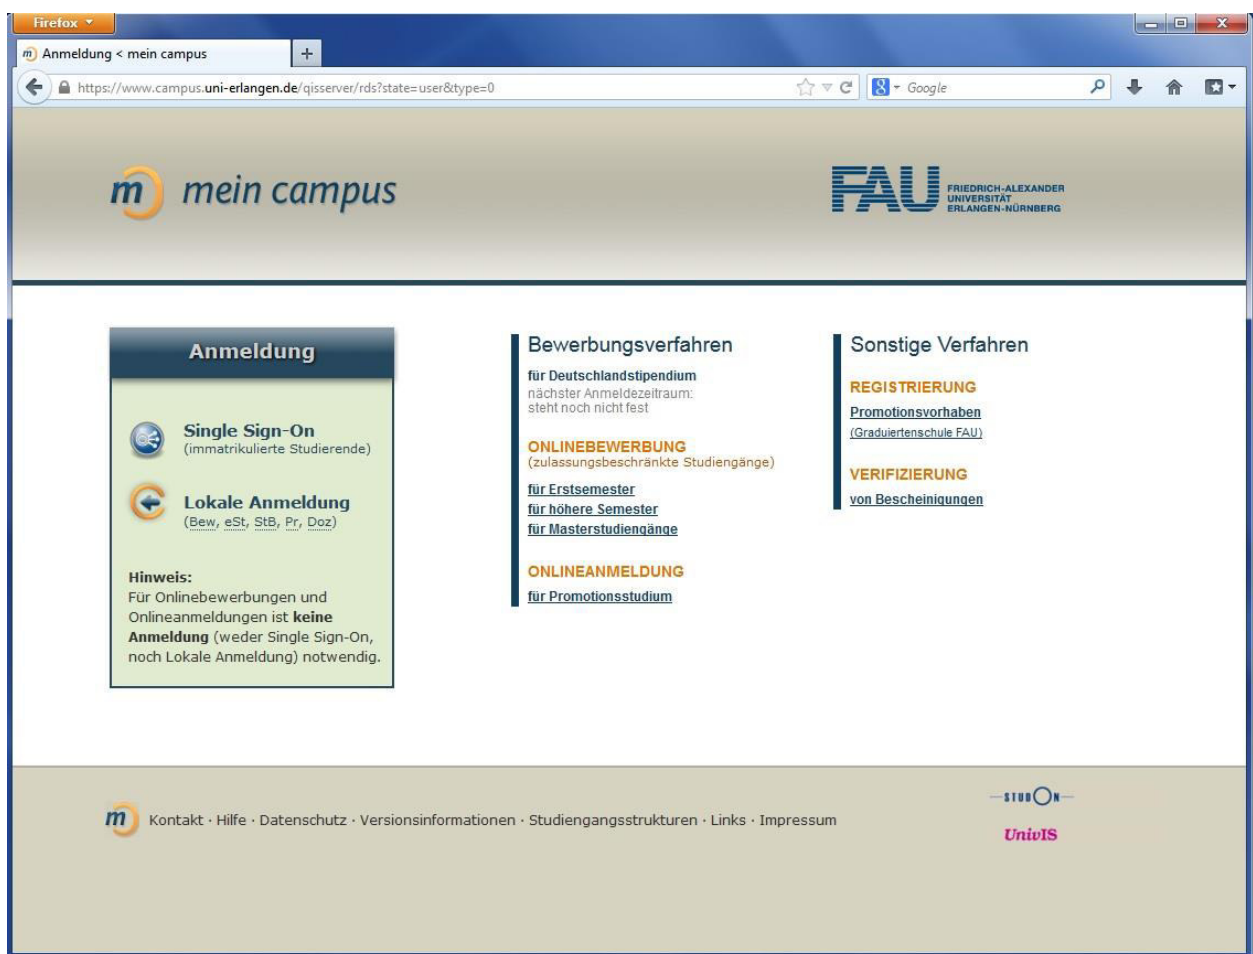 Firefox
Anmeldung < mein campus
https://www.campus.uni-erlangen.de/qisserver/rds?state=user&type=0
Google
m mein campus
FAU
FRIEDRICH-ALEXANDER
UNIVERSITÄT
ERLANGEN-NÜRNBERG
Anmeldung
Single Sign-On
(immatrikulierte Studierende)
Lokale Anmeldung
(Bew, eSt, StB, Pr, Doz)
Hinweis:
Für Onlinebewerbungen und
Onlineanmeldungen ist keine
Anmeldung (weder Single Sign-On,
noch Lokale Anmeldung) notwendig.
Bewerbungsverfahren
für Deutschlandstipendium
nächster Anmeldezeitraum:
steht noch nicht fest
ONLINEBEWERBUNG
(zulassungsbeschränkte Studiengänge)
für Erstsemester
für höhere Semester
für Masterstudiengänge
ONLINEANMELDUNG
für Promotionsstudium
Sonstige Verfahren
REGISTRIERUNG
Promotionsvorhaben
(Graduiertenschule FAU)
VERIFIZIERUNG
von Bescheinigungen
m Kontakt · Hilfe · Datenschutz · Versionsinformationen · Studiengangsstrukturen · Links · Impressum
STUDON
UnivIS